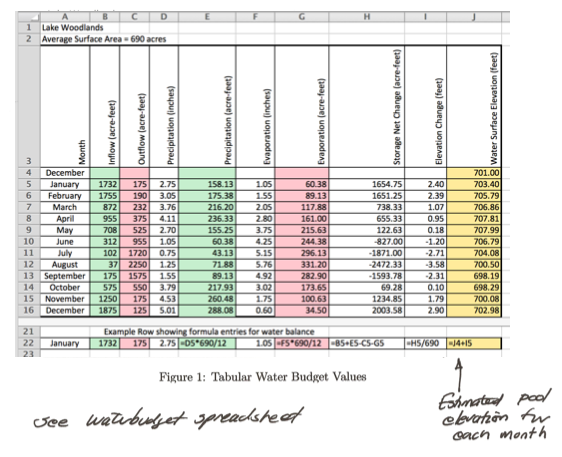 A B C D E F G H I J
1 Lake Woodlands
2 Average Surface Area = 690 acres
3 Month Inflow (acre-feet) Outflow (acre-feet) Precipitation (inches) Precipitation (acre-feet) Evaporation (inches) Evaporation (acre-feet) Storage Net Change (acre-feet) Elevation Change (feet) Water Surface Elevation (feet)
4 December 701.00
5 January 1732 175 2.75 158.13 1.05 60.38 1654.75 2.40 703.40
6 February 1755 190 3.05 175.38 1.55 89.13 1651.25 2.39 705.79
7 March 872 232 3.76 216.20 2.05 117.88 738.33 1.07 706.86
8 April 955 375 4.11 236.33 2.80 161.00 655.33 0.95 707.81
9 May 708 525 2.70 155.25 3.75 215.63 122.63 0.18 707.99
10 June 312 955 1.05 60.38 4.25 244.38 -827.00 -1.20 706.79
11 July 102 1720 0.75 43.13 5.15 296.13 -1871.00 -2.71 704.08
12 August 37 2250 1.25 71.88 5.76 331.20 -2472.33 -3.58 700.50
13 September 175 1575 1.55 89.13 4.92 282.90 -1593.78 -2.31 698.19
14 October 575 550 3.79 217.93 3.02 173.65 69.28 0.10 698.29
15 November 1250 175 4.53 260.48 1.75 100.63 1234.85 1.79 700.08
16 December 1875 125 5.01 288.08 0.60 34.50 2003.58 2.90 702.98
21 Example Row showing formula entries for water balance
22 January 1732 175 2.75 =D5*690/12 1.05 =F5*690/12 =B5+E5-C5-G5 =H5/690 =J4+I5
23
Figure 1: Tabular Water Budget Values
see waterbudget spreadsheet
Estimated pool
elevation for
each month